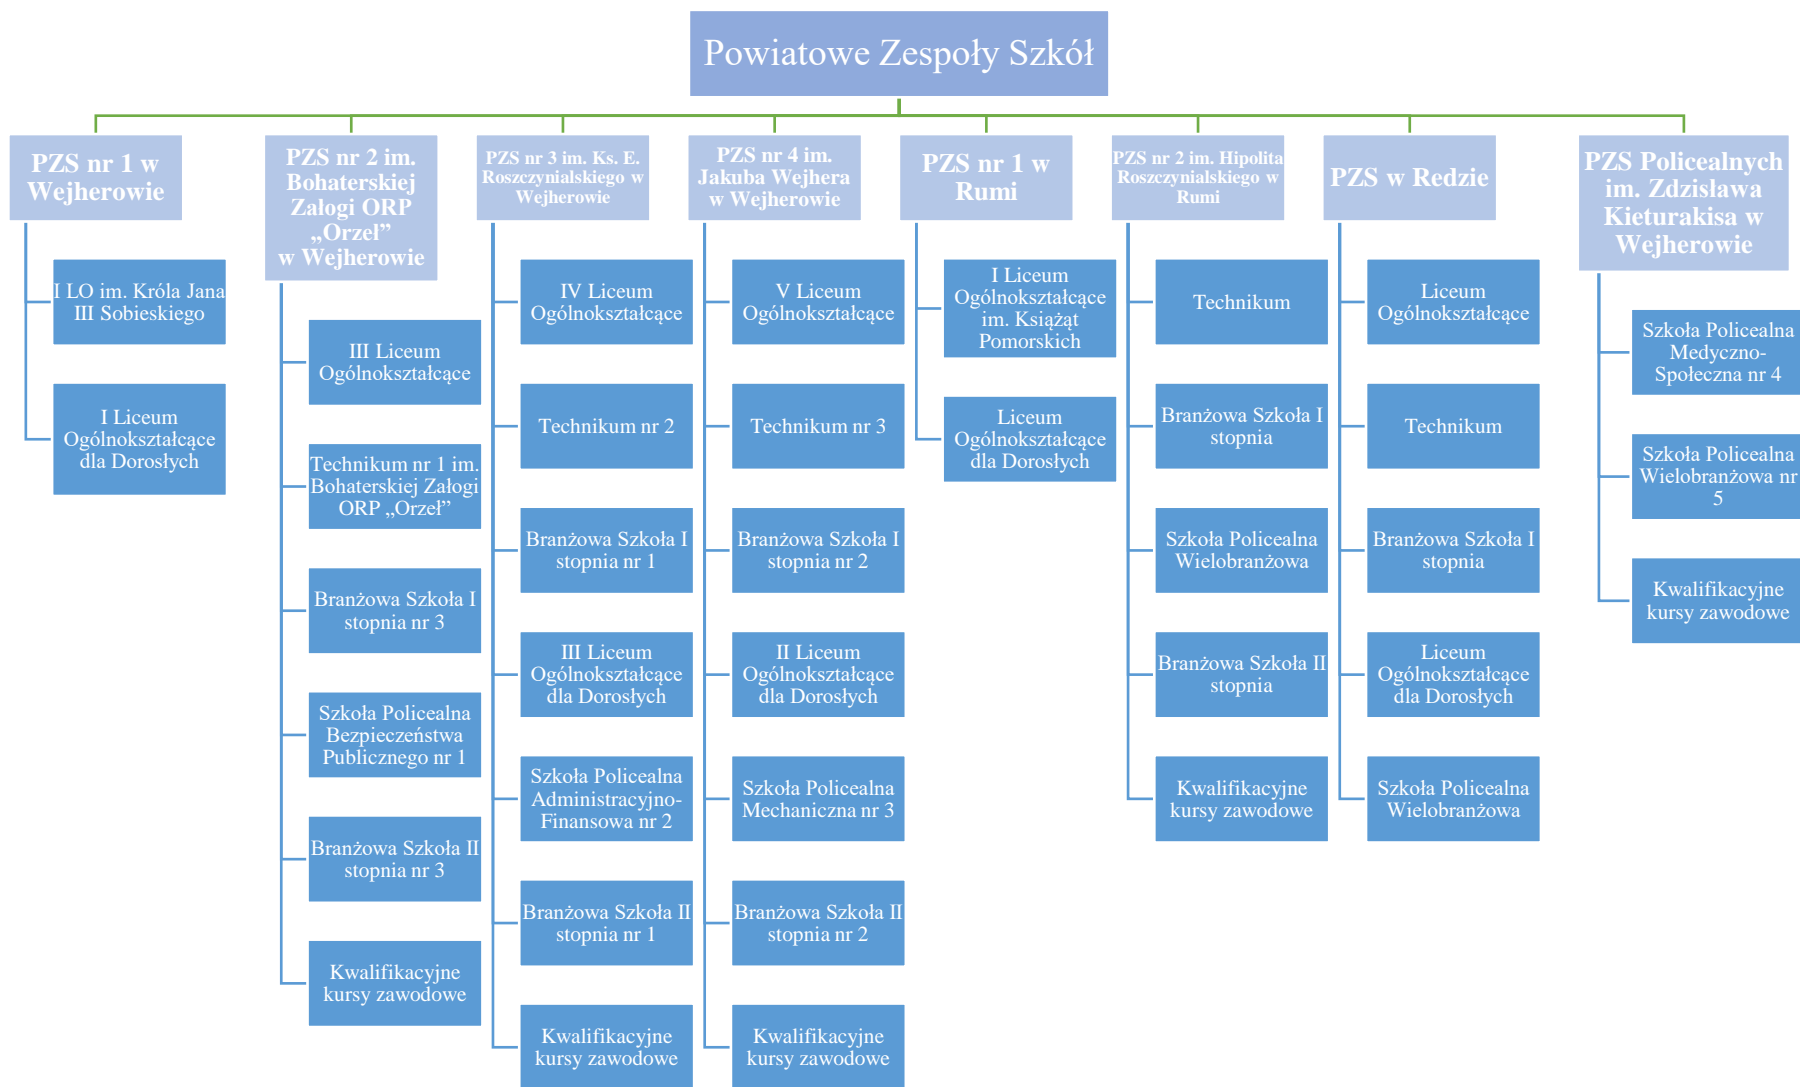 Powiatowe Zespoły Szkół
PZS nr 1 w
Wejherowie
I LO im. Króla Jana
III Sobieskiego
I Liceum
Ogólnokształcące
dla Dorosłych
PZS nr 2 im.
Bohaterskiej
Załogi ORP
„Orzeł”
w Wejherowie
III Liceum
Ogólnokształcące
Technikum nr 1 im.
Bohaterskiej Załogi
ORP „Orzeł”
Branżowa Szkoła I
stopnia nr 3
Szkoła Policealna
Bezpieczeństwa
Publicznego nr 1
Branżowa Szkoła II
stopnia nr 3
Kwalifikacyjne
kursy zawodowe
PZS nr 3 im. Ks. E.
Roszczynialskiego w
Wejherowie
IV Liceum
Ogólnokształcące
Technikum nr 2
Branżowa Szkoła I
stopnia nr 1
III Liceum
Ogólnokształcące
dla Dorosłych
Szkoła Policealna
Administracyjno-
Finansowa nr 2
Branżowa Szkoła II
stopnia nr 1
Kwalifikacyjne
kursy zawodowe
PZS nr 4 im.
Jakuba Wejhera
w Wejherowie
V Liceum
Ogólnokształcące
Technikum nr 3
Branżowa Szkoła I
stopnia nr 2
II Liceum
Ogólnokształcące
dla Dorosłych
Szkoła Policealna
Mechaniczna nr 3
Branżowa Szkoła II
stopnia nr 2
Kwalifikacyjne
kursy zawodowe
PZS nr 1 w
Rumi
I Liceum
Ogólnokształcące
im. Książąt
Pomorskich
Liceum
Ogólnokształcące
dla Dorosłych
PZS nr 2 im. Hipolita
Roszczynialskiego w
Rumi
Technikum
Branżowa Szkoła I
stopnia
Szkoła Policealna
Wielobranżowa
Branżowa Szkoła II
stopnia
Kwalifikacyjne
kursy zawodowe
PZS w Redzie
Liceum
Ogólnokształcące
Technikum
Branżowa Szkoła I
stopnia
Liceum
Ogólnokształcące
dla Dorosłych
Szkoła Policealna
Wielobranżowa
PZS Policealnych
im. Zdzisława
Kieturakisa w
Wejherowie
Szkoła Policealna
Medyczno-
Społeczna nr 4
Szkoła Policealna
Wielobranżowa nr
5
Kwalifikacyjne
kursy zawodowe